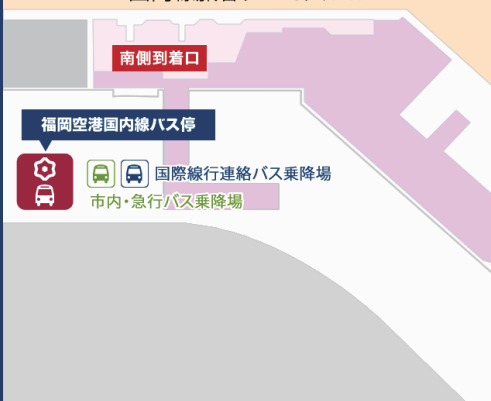 南側到着口
福岡空港国内線バス停
国際線行連絡バス乗降場
市内・急行バス乗降場